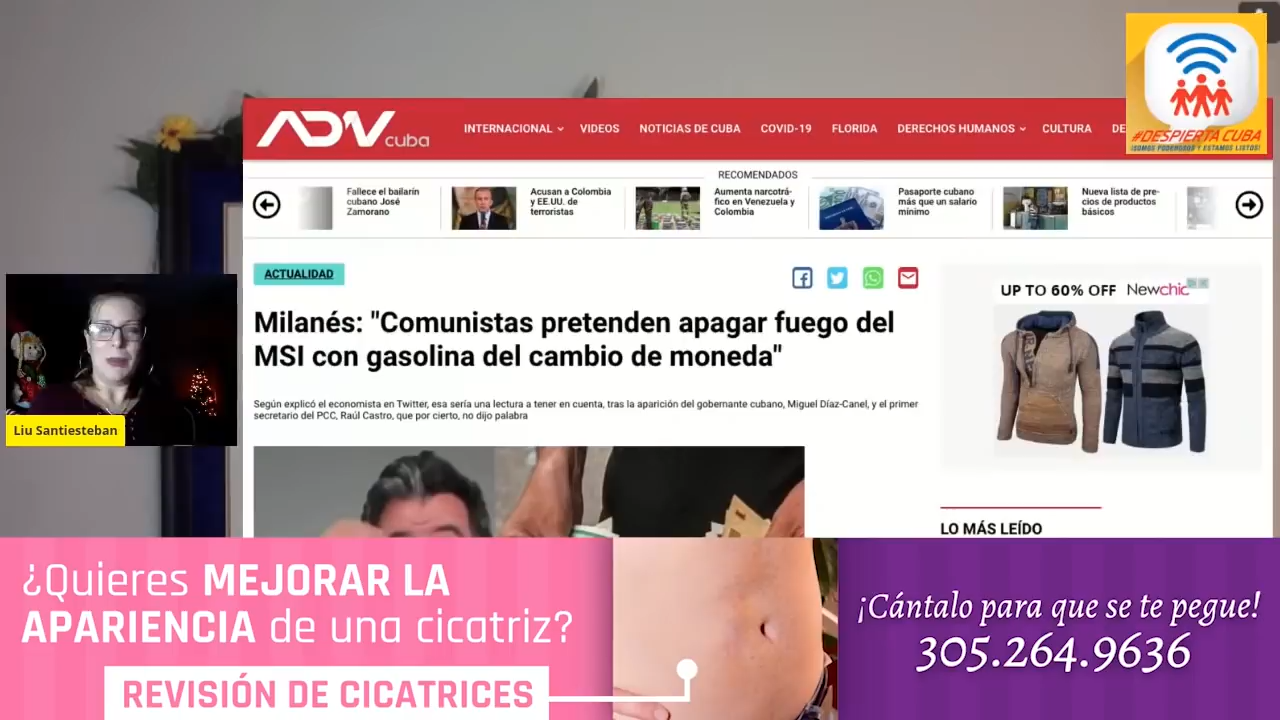 ADN cuba
INTERNACIONAL
VIDEOS
NOTICIAS DE CUBA
COVID-19
FLORIDA
DERECHOS HUMANOS
CULTURA
DE
#DESPIERTA CUBA
¡SOMOS PODEROSOS Y ESTAMOS LISTOS!
RECOMENDADOS
Fallece el bailarín
cubano José
Zamorano
Acusan a Colombia
y EE.UU. de
terroristas
Aumenta narcotrá-
fico en Venezuela y
Colombia
Pasaporte cubano
más que un salario
mínimo
Nueva lista de pre-
cios de productos
básicos
ACTUALIDAD
Milanés: "Comunistas pretenden apagar fuego del
MSI con gasolina del cambio de moneda"
Según explicó el economista en Twitter, esa sería una lectura a tener en cuenta, tras la aparición del gobernante cubano, Miguel Díaz-Canel, y el primer
secretario del PCC, Raúl Castro, que por cierto, no dijo palabra
UP TO 60% OFF Newchic
LO MÁS LEÍDO
Liu Santiesteban
¿Quieres MEJORAR LA
APARIENCIA de una cicatriz?
REVISIÓN DE CICATRICES
¡Cántalo para que se te pegue!
305.264.9636